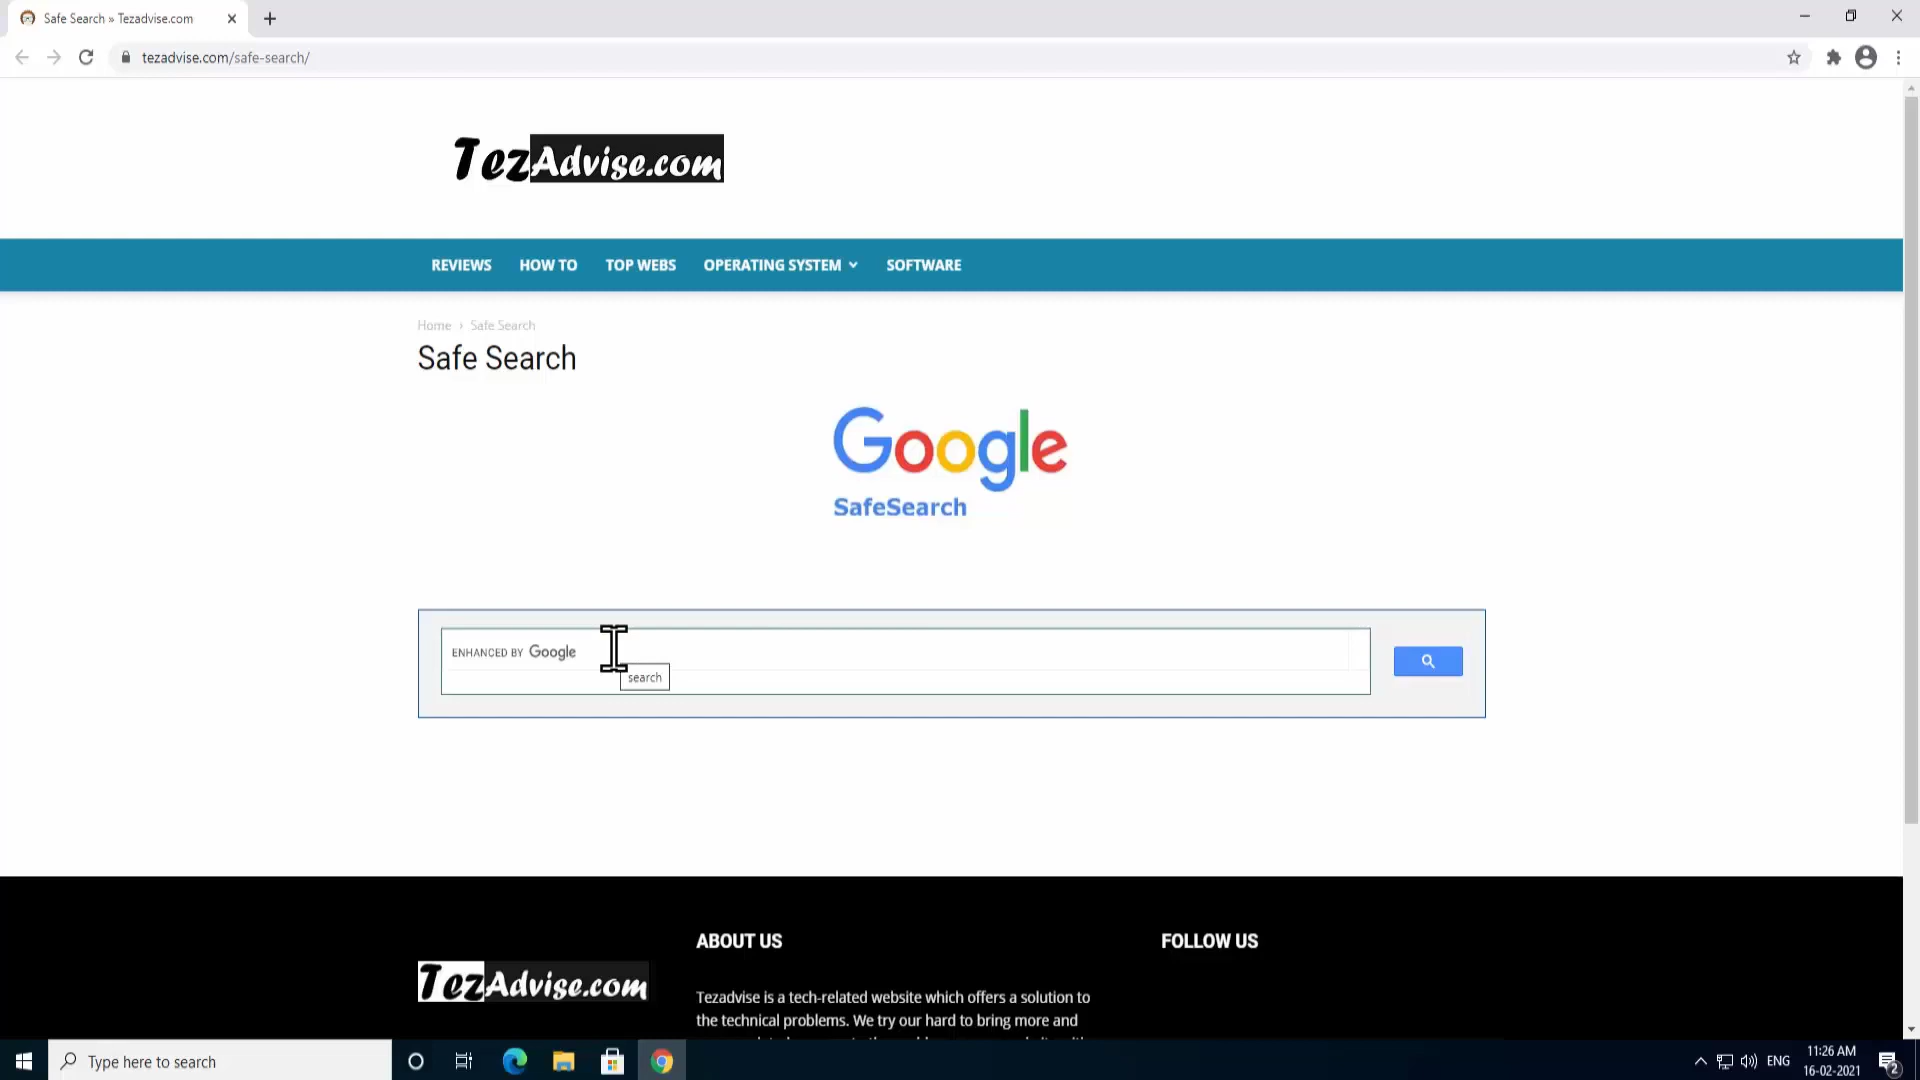 Safe Search » Tezadvise.com
tezadvise.com/safe-search/
TezAdvise.com
REVIEWS HOW TO TOP WEBS OPERATING SYSTEM SOFTWARE
Home › Safe Search
Safe Search
Google
SafeSearch
ENHANCED BY Google
search
ABOUT US
FOLLOW US
TezAdvise.com
Tezadvise is a tech-related website which offers a solution to
the technical problems. We try our hard to bring more and
Type here to search
ENG
11:26 AM
16-02-2021
2